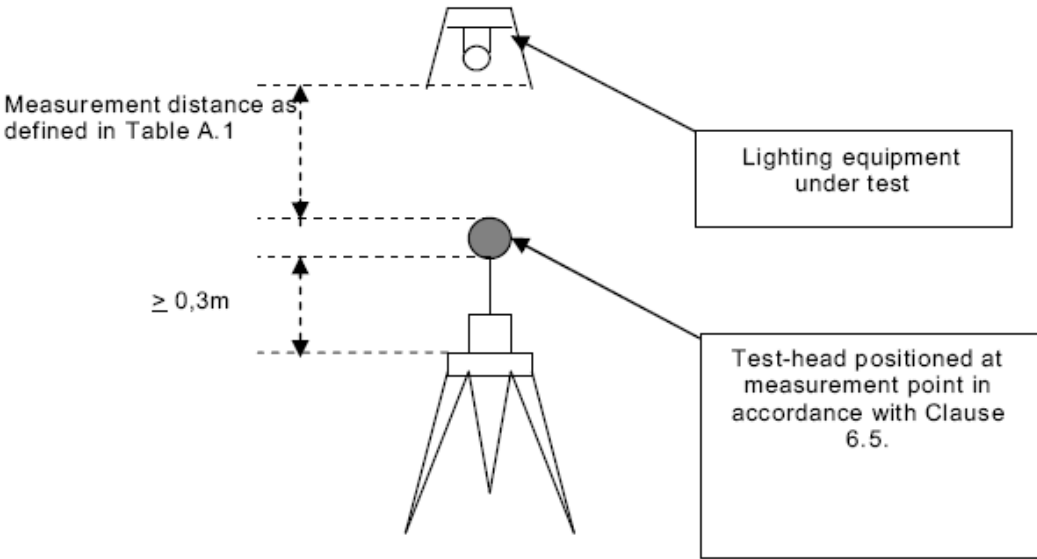 Measurement distance as
defined in Table A.1
Lighting equipment
under test
≥ 0,3m
Test-head positioned at
measurement point in
accordance with Clause
6.5.